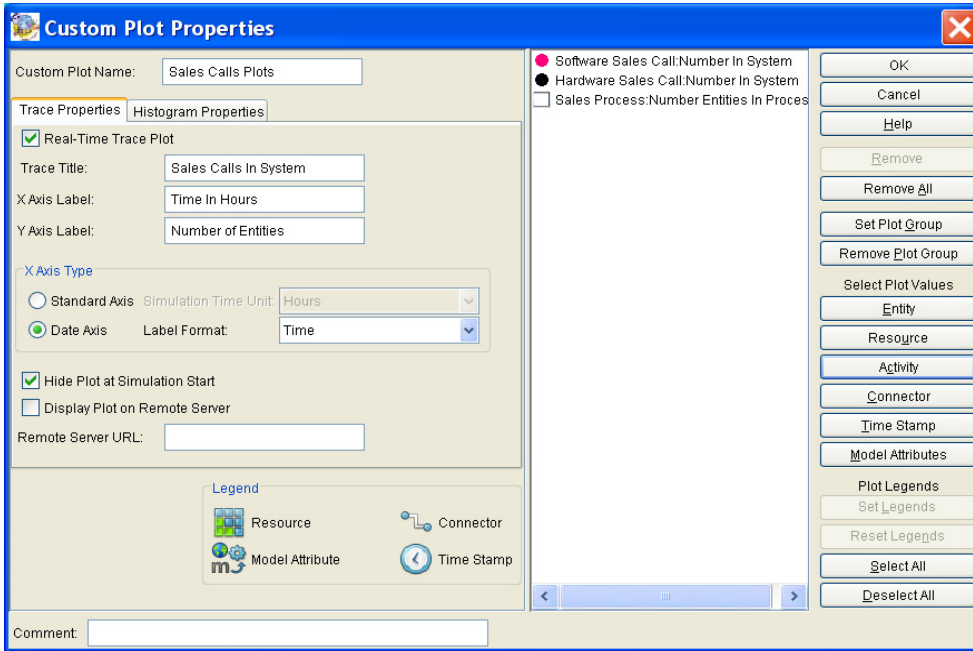 Custom Plot Properties
Custom Plot Name: Sales Calls Plots
Trace Properties Histogram Properties
Real-Time Trace Plot
Trace Title: Sales Calls In System
X Axis Label: Time In Hours
Y Axis Label: Number of Entities
X Axis Type
Standard Axis Simulation Time Unit: Hours
Date Axis Label Format: Time
Hide Plot at Simulation Start
Display Plot on Remote Server
Remote Server URL:
Legend
Resource Connector
Model Attribute Time Stamp
Comment:
Software Sales Call:Number In System
Hardware Sales Call:Number In System
Sales Process:Number Entities In Proces
OK
Cancel
Help
Remove
Remove All
Set Plot Group
Remove Plot Group
Select Plot Values
Entity
Resource
Activity
Connector
Time Stamp
Model Attributes
Plot Legends
Set Legends
Reset Legends
Select All
Deselect All